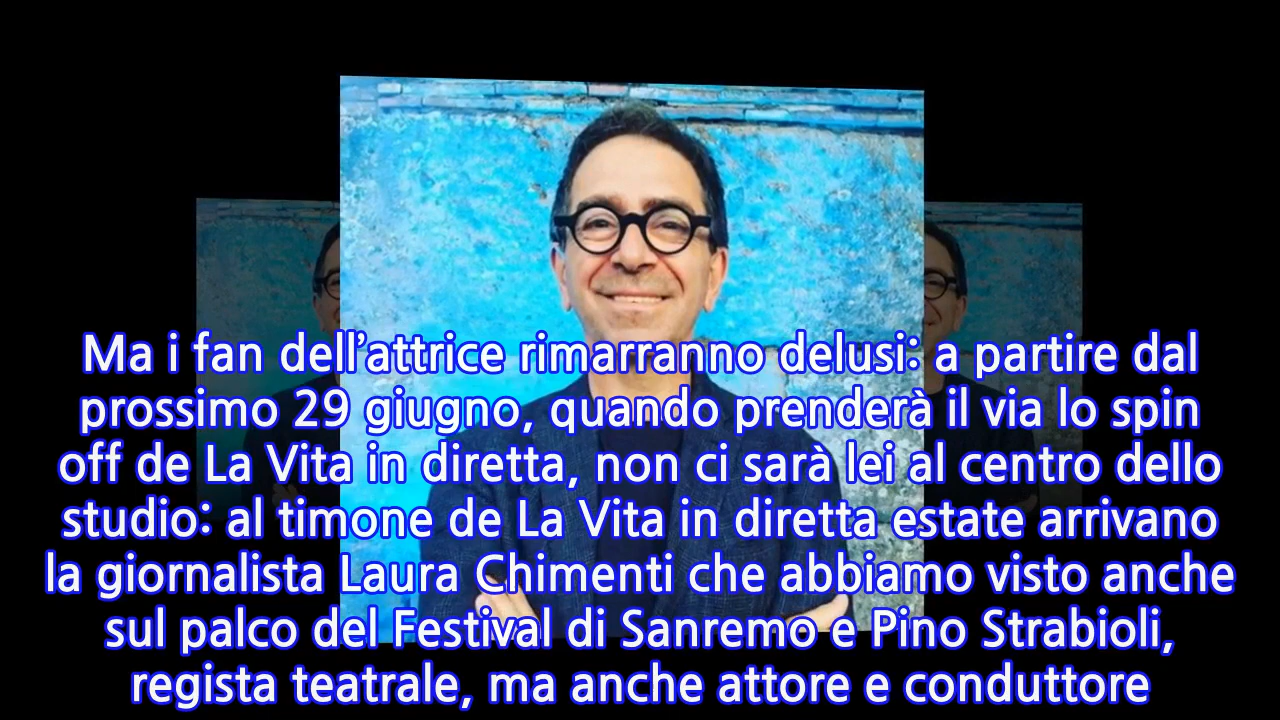 Ma i fan dell’attrice rimarranno delusi: a partire dal
prossimo 29 giugno, quando prenderà il via lo spin
off de La Vita in diretta, non ci sarà lei al centro dello
studio: al timone de La Vita in diretta estate arrivano
la giornalista Laura Chimenti che abbiamo visto anche
sul palco del Festival di Sanremo e Pino Strabioli,
regista teatrale, ma anche attore e conduttore